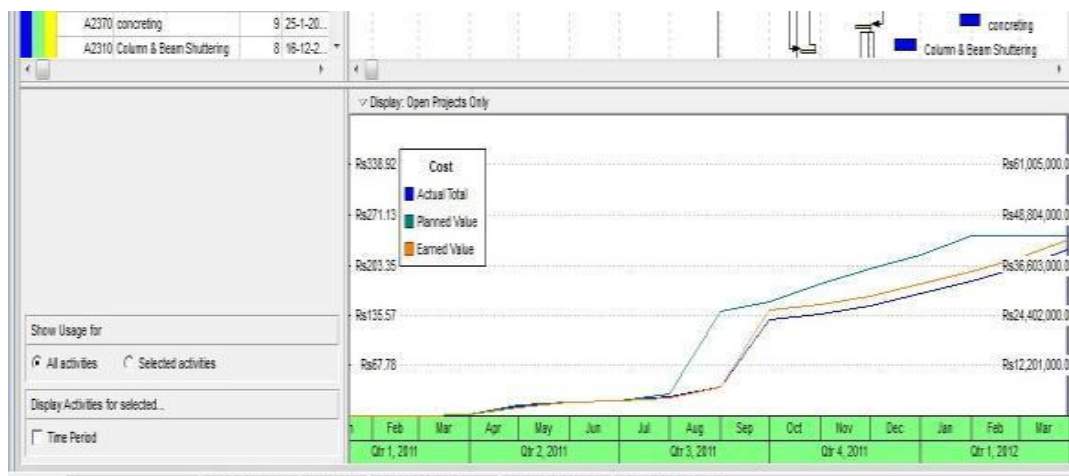 A2370 concreting 9 25-1-20...
A2310 Column & Beam Shuttering 8 16-12-2...
concreting
Column & Beam Shuttering
Display: Open Projects Only
Rs338.92
Rs271.13
Rs203.35
Rs135.57
Rs67.78
Cost
Actual Total
Planned Value
Earned Value
Rs61,005,000.0
Rs48,804,000.0
Rs36,603,000.0
Rs24,402,000.0
Rs12,201,000.0
Show Usage for
All activities Selected activities
Display Activities for selected...
Time Period
Feb Mar Apr May Jun Jul Aug Sep Oct Nov Dec Jan Feb Mar
Qtr 1, 2011 Qtr 2, 2011 Qtr 3, 2011 Qtr 4, 2011 Qtr 1, 2012